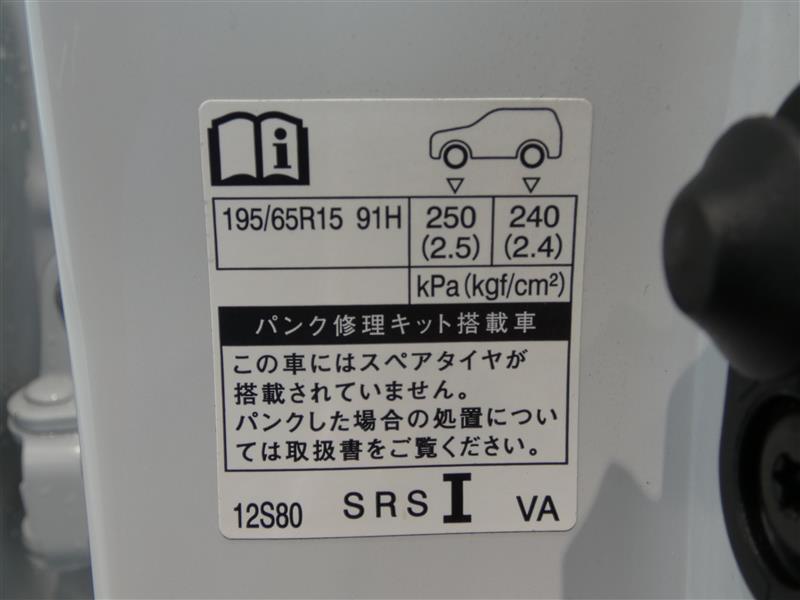 i
195/65R15 91H 250 (2.5) 240 (2.4)
kPa(kgf/cm²)
パンク修理キット搭載車
この車にはスペアタイヤが
搭載されていません。
パンクした場合の処置につい
ては取扱書をご覧ください。
12S80 SRS I VA